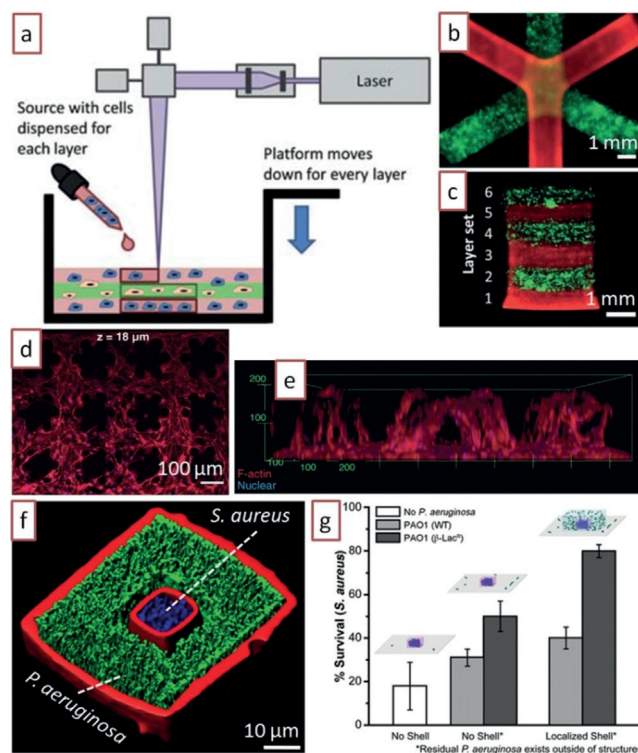 a
Laser
Source with cells
dispensed for
each layer
Platform moves
down for every layer
b
1 mm
c
Layer set
6
5
4
3
2
1
1 mm
d
z = 18 μm
100 μm
e
200
100
100
100
200
F-actin
Nuclear
f
S. aureus
P. aeruginosa
10 μm
g
No P. aeruginosa
PAO1 (WT)
PAO1 (β-Lacᴿ)
% Survival (S. aureus)
100
80
60
40
20
0
No Shell
No Shell*
Localized Shell*
*Residual P. aeruginosa exists outside of structure